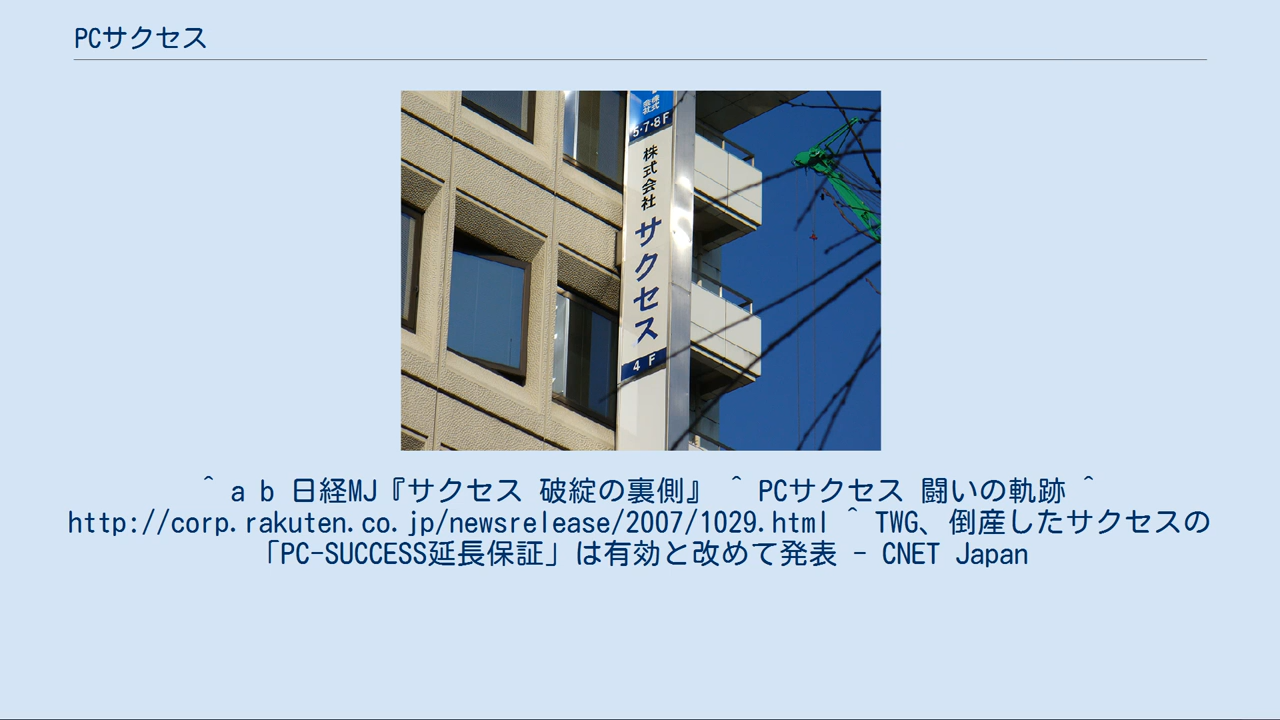 PCサクセス
5·7·8F
株式会社
サクセス
4 F
^ a b 日経MJ『サクセス 破綻の裏側』 ^ PCサクセス 闘いの軌跡 ^
http://corp.rakuten.co.jp/newsrelease/2007/1029.html ^ TWG、倒産したサクセスの
「PC-SUCCESS延長保証」は有効と改めて発表 - CNET Japan